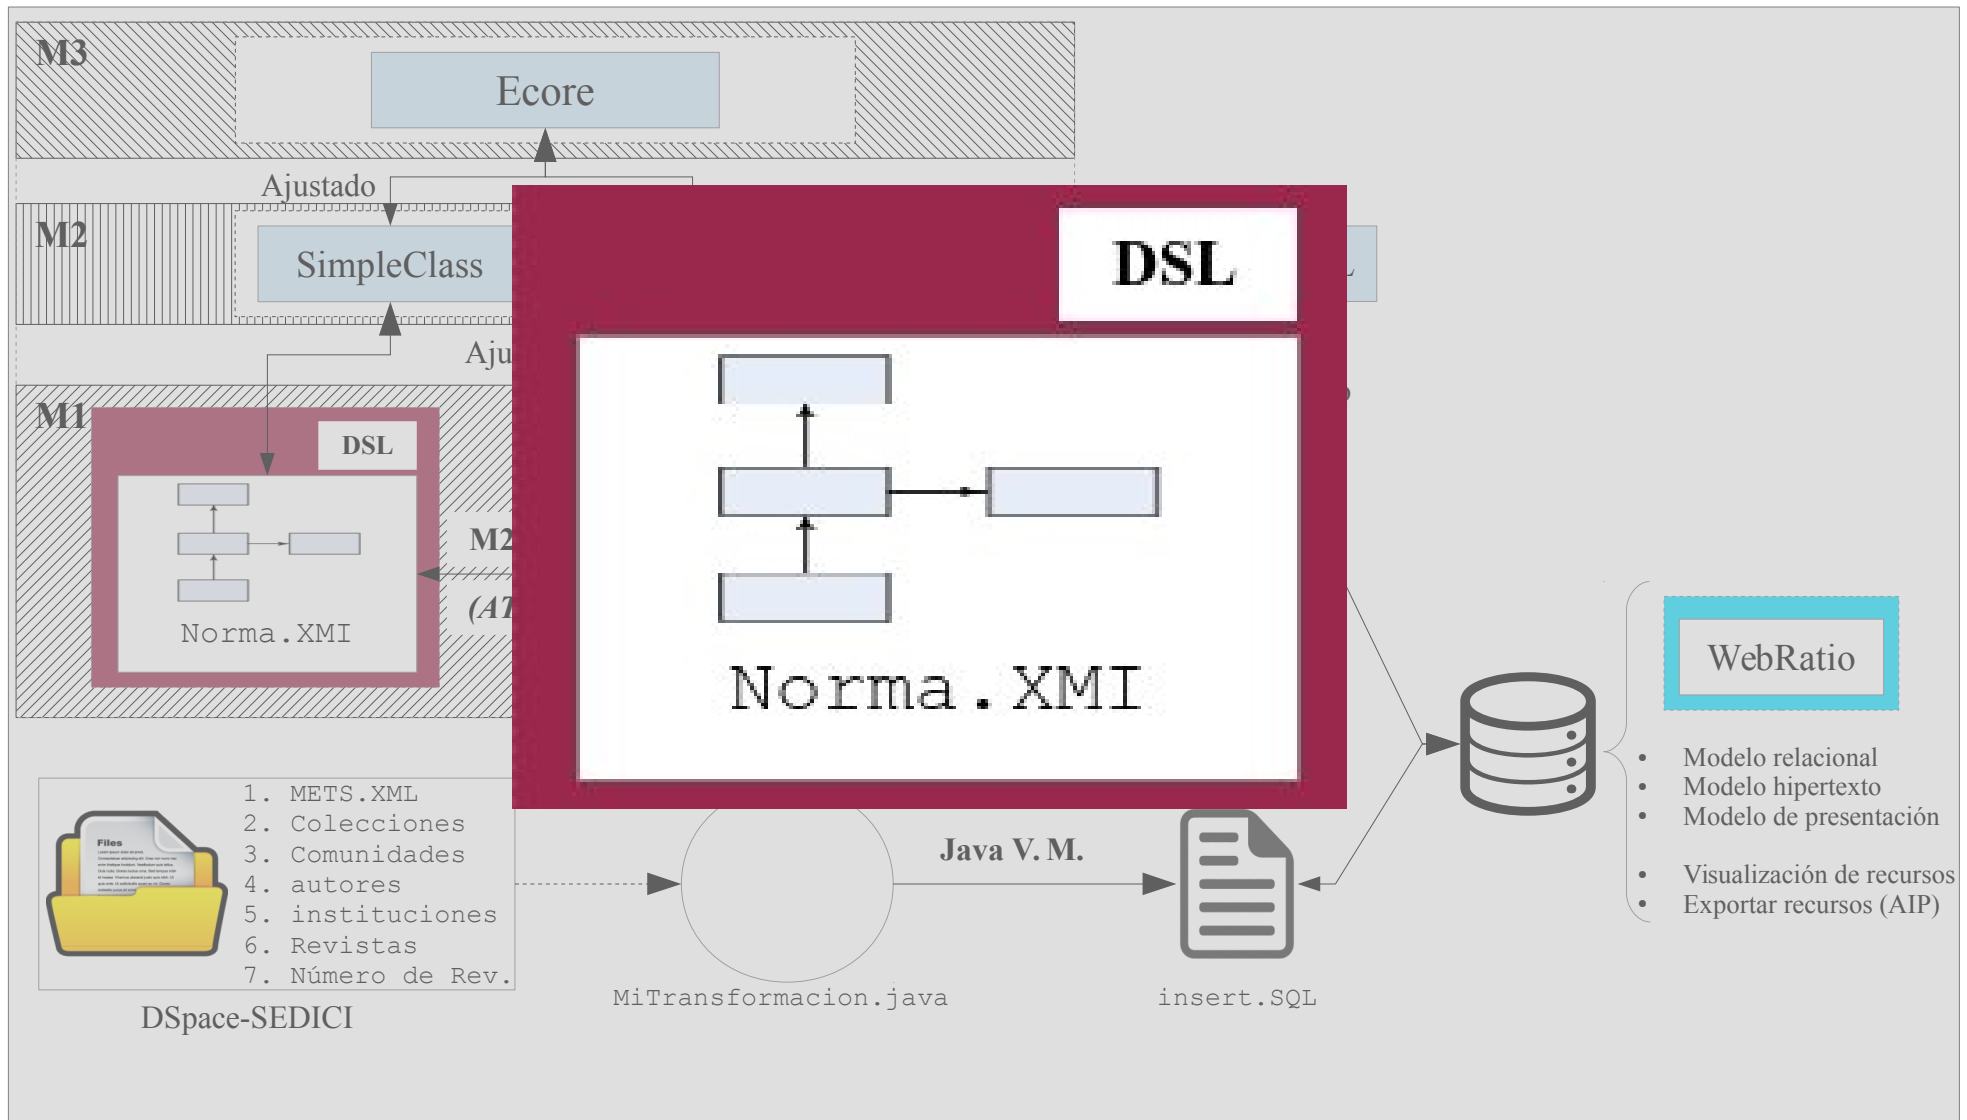 M3
Ecore
Ajustado
M2
SimpleClass
DSL
Norma.XMI
M1
DSL
Norma.XMI
M2
Files
1. METS.XML
2. Colecciones
3. Comunidades
4. autores
5. instituciones
6. Revistas
7. Número de Rev.
DSpace-SEDICI
MiTransformacion.java
Java V. M.
insert.SQL
WebRatio
• Modelo relacional
• Modelo hipertexto
• Modelo de presentación
• Visualización de recursos
• Exportar recursos (AIP)